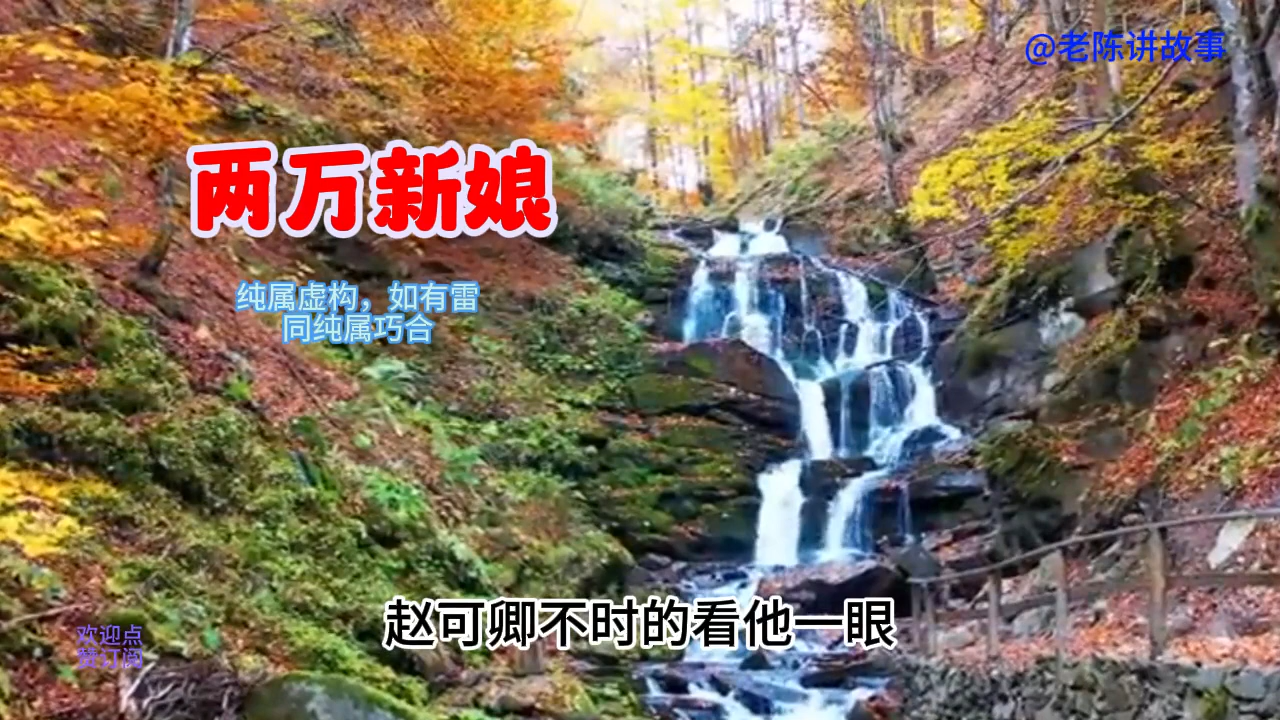 @老陈讲故事
两万新娘
纯属虚构，如有雷
同纯属巧合
赵可卿不时的看他一眼
欢迎点
赞订阅